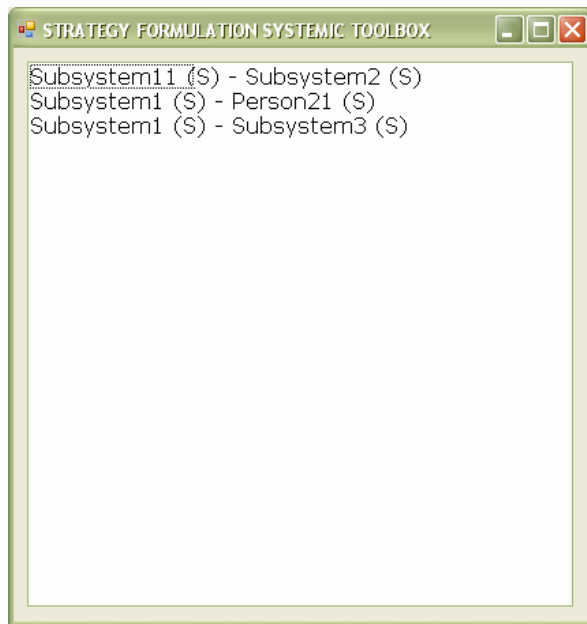 STRATEGY FORMULATION SYSTEMIC TOOLBOX
Subsystem11 (S) - Subsystem2 (S)
Subsystem1 (S) - Person21 (S)
Subsystem1 (S) - Subsystem3 (S)